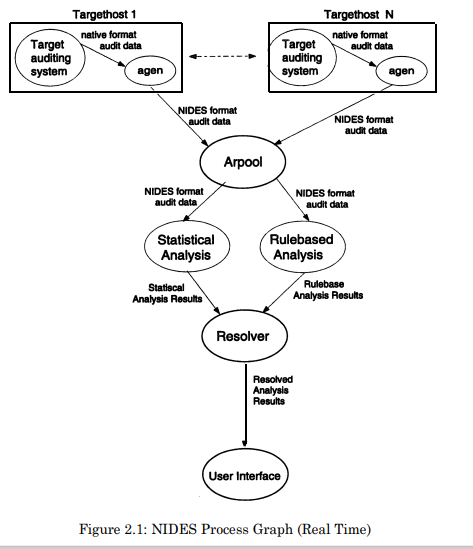 Targethost 1
Targethost N
native format
audit data
Target
auditing
system
agen
native format
audit data
Target
auditing
system
agen
NIDES format
audit data
NIDES format
audit data
Arpool
NIDES format
audit data
NIDES format
audit data
Statistical
Analysis
Rulebased
Analysis
Statiscal
Analysis Results
Rulebase
Analysis Results
Resolver
Resolved
Analysis
Results
User Interface
Figure 2.1: NIDES Process Graph (Real Time)